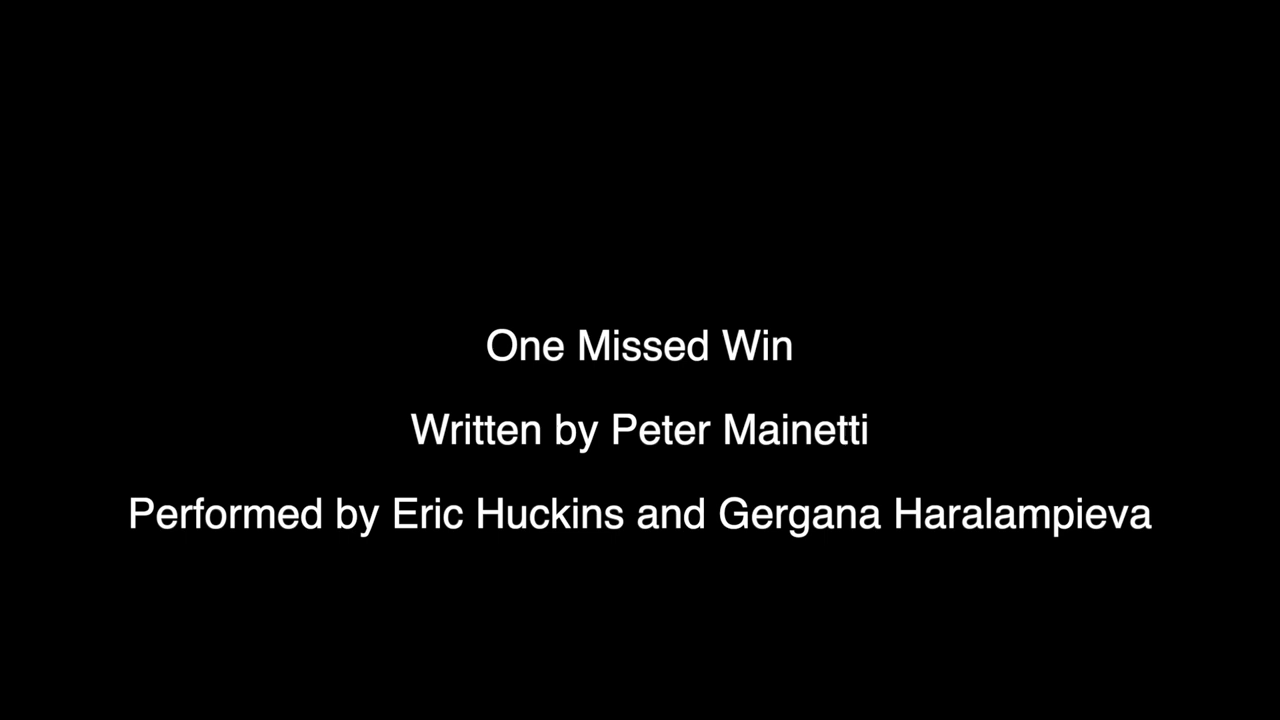 One Missed Win
Written by Peter Mainetti
Performed by Eric Huckins and Gergana Haralampieva